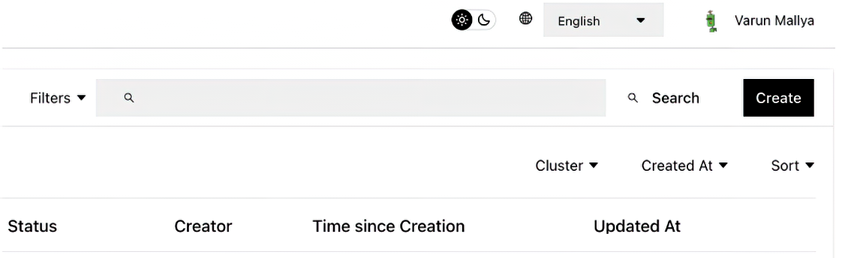 English Varun Mallya
Filters Search Create
Cluster Created At Sort
Status Creator Time since Creation Updated At